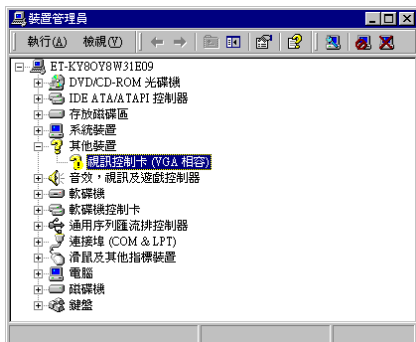 裝置管理員
執行(A) 檢視(V)
ET-KY8OY8W31E09
DVD/CD-ROM 光碟機
IDE ATA/ATAPI 控制器
存放磁碟區
系統裝置
其他裝置
視訊控制卡 (VGA 相容)
音效，視訊及遊戲控制器
軟碟機
軟碟機控制卡
通用序列匯流排控制器
連接埠 (COM & LPT)
滑鼠及其他指標裝置
電腦
磁碟機
鍵盤